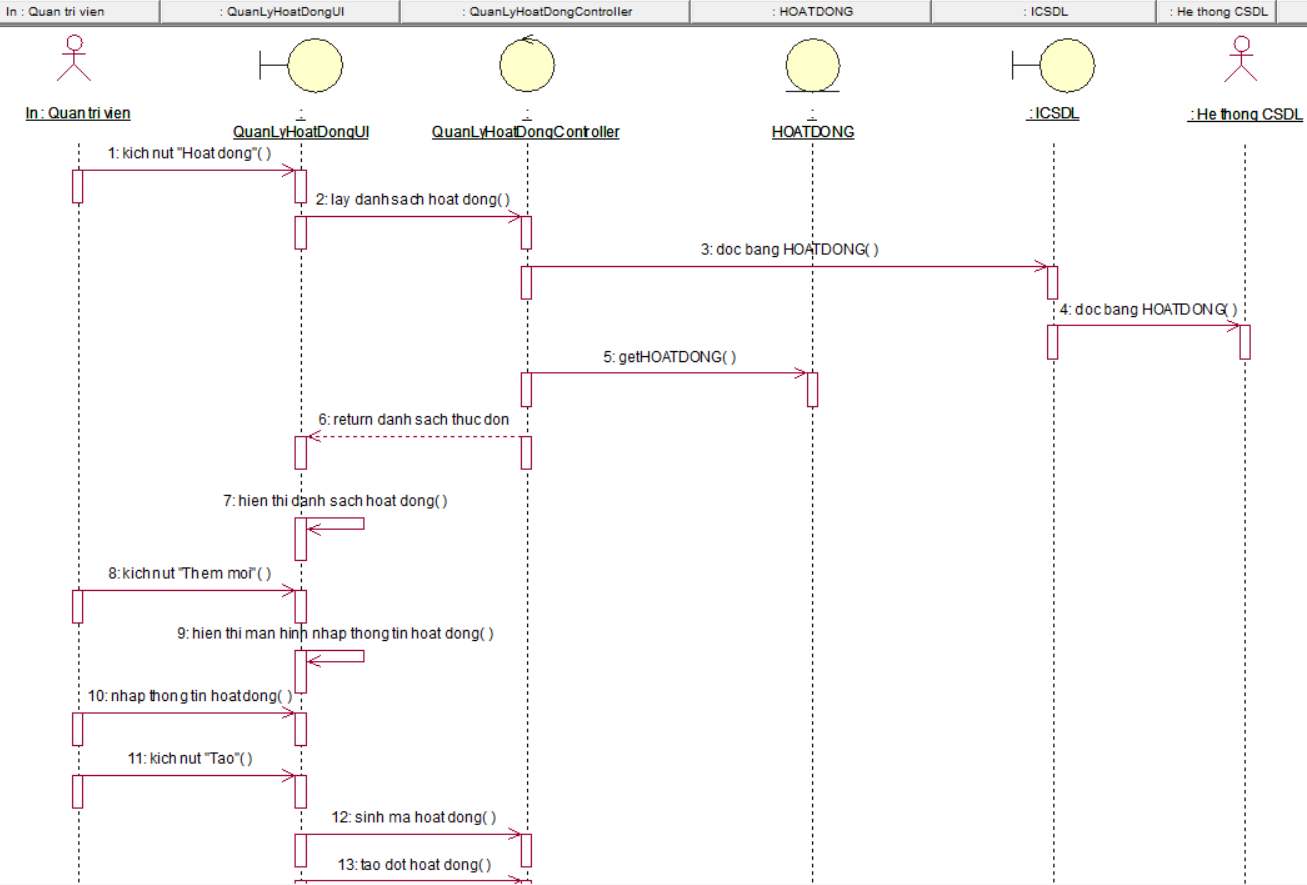 In : Quan tri vien
: QuanLyHoatDongUI
: QuanLyHoatDongController
: HOATDONG
: ICSDL
: He thong CSDL
In : Quan tri vien
:
QuanLyHoatDongUI
:
QuanLyHoatDongController
:
HOATDONG
: ICSDL
: He thong CSDL
1: kich nut "Hoat dong"( )
2: lay danh sach hoat dong( )
3: doc bang HOATDONG( )
4: doc bang HOATDONG( )
5: getHOATDONG( )
6: return danh sach thuc don
7: hien thi danh sach hoat dong( )
8: kich nut "Them moi"( )
9: hien thi man hinh nhap thong tin hoat dong( )
10: nhap thong tin hoat dong( )
11: kich nut "Tao"( )
12: sinh ma hoat dong( )
13: tao dot hoat dong( )